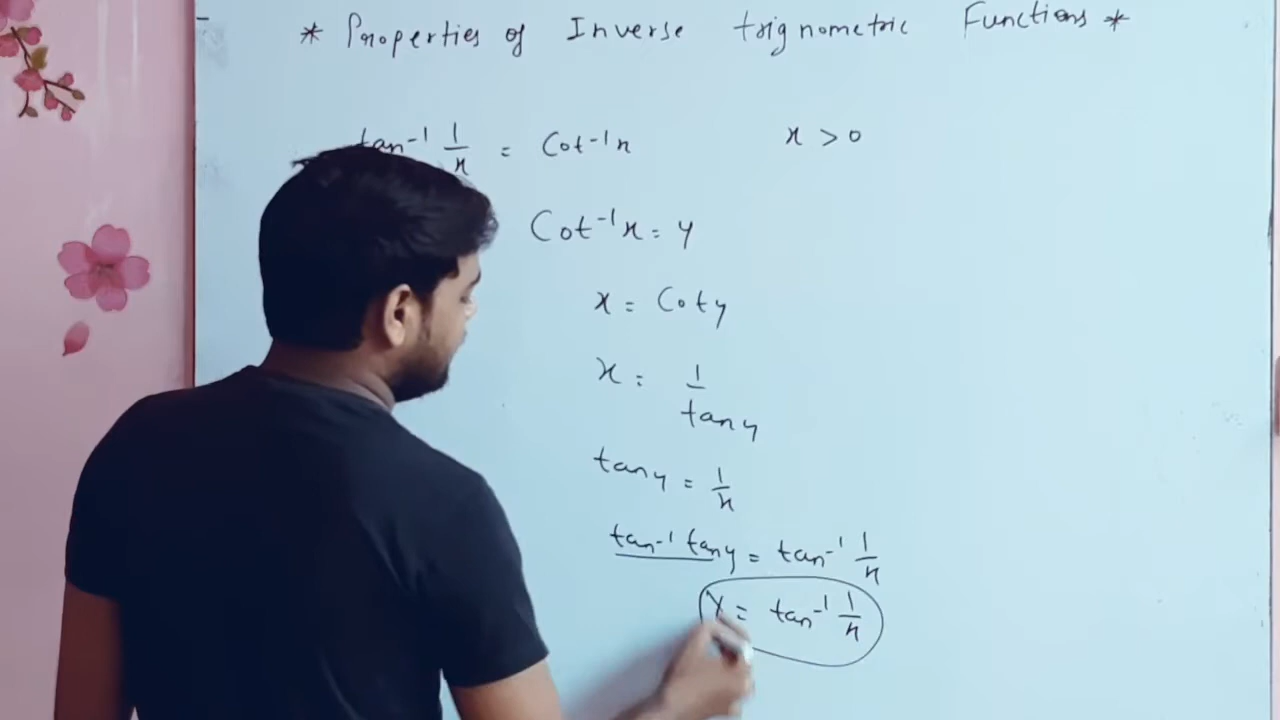 * Properties of Inverse trignometric Functions *
tan⁻¹ 1/x = Cot⁻¹x x > 0
Cot⁻¹x = y
x = Coty
x = 1/tany
tany = 1/x
tan⁻¹ tany = tan⁻¹ 1/x
y = tan⁻¹ 1/x